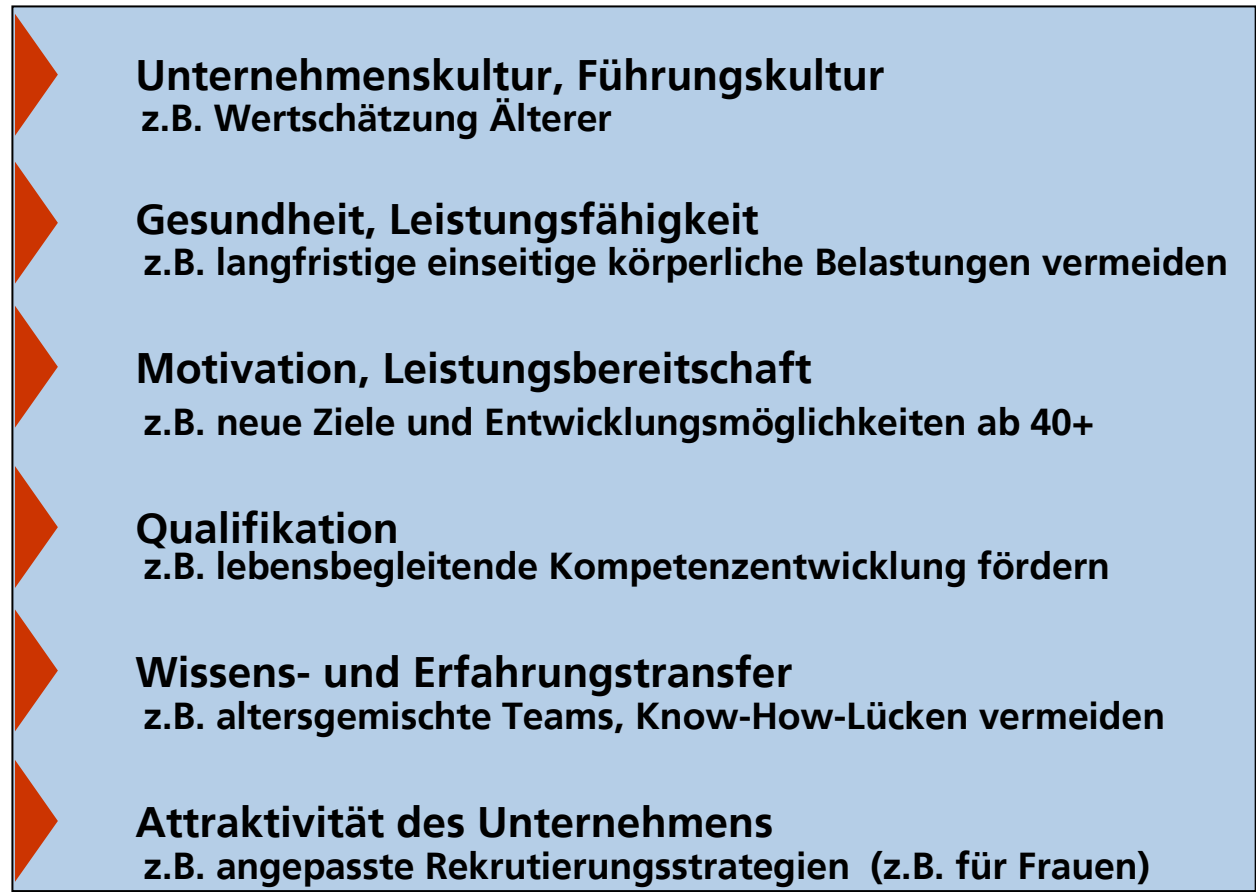 Unternehmenskultur, Führungskultur
z.B. Wertschätzung Älterer
Gesundheit, Leistungsfähigkeit
z.B. langfristige einseitige körperliche Belastungen vermeiden
Motivation, Leistungsbereitschaft
z.B. neue Ziele und Entwicklungsmöglichkeiten ab 40+
Qualifikation
z.B. lebensbegleitende Kompetenzentwicklung fördern
Wissens- und Erfahrungstransfer
z.B. altersgemischte Teams, Know-How-Lücken vermeiden
Attraktivität des Unternehmens
z.B. angepasste Rekrutierungsstrategien (z.B. für Frauen)